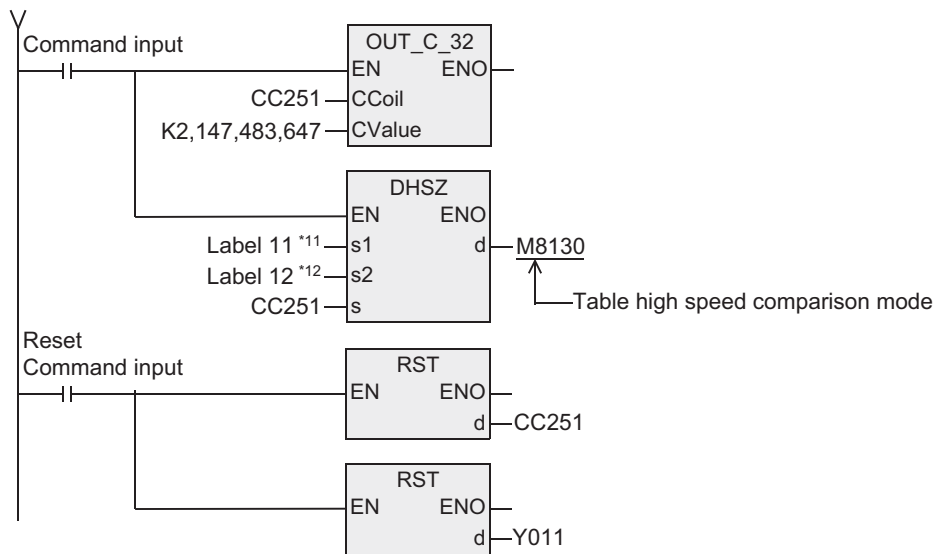 Command input
OUT_C_32
EN ENO
CC251 CCoil
K2,147,483,647 CValue
DHSZ
EN ENO
Label 11 *11 s1 d M8130
Label 12 *12 s2
Table high speed comparison mode
CC251 s
Reset
Command input
RST
EN ENO
d CC251
RST
EN ENO
d Y011